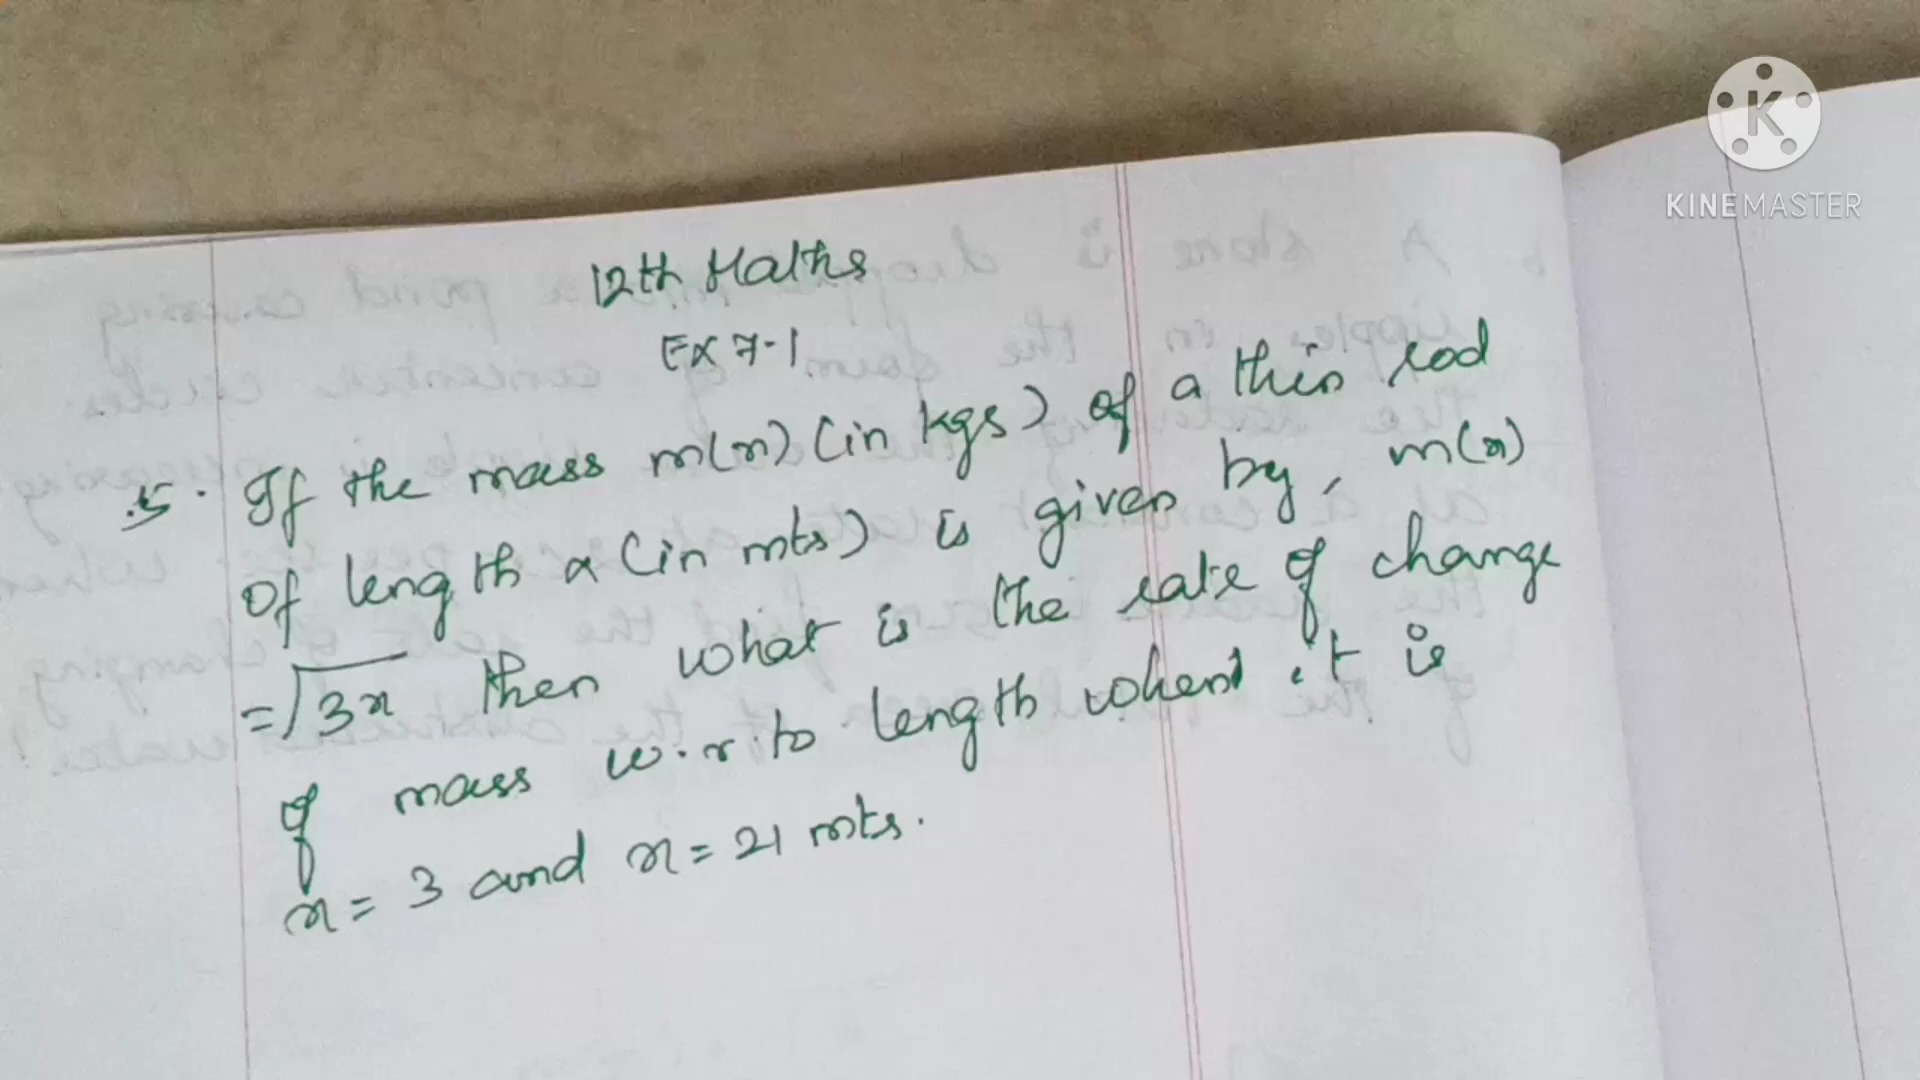 12th Maths
EX 7.1
5. If the mass m(x) (in kgs) of a thin rod
of length x (in mts) is given by, m(x)
= √3x then what is the rate of change
of mass w.r to length when it is
x = 3 and x = 21 mts.
KINEMASTER